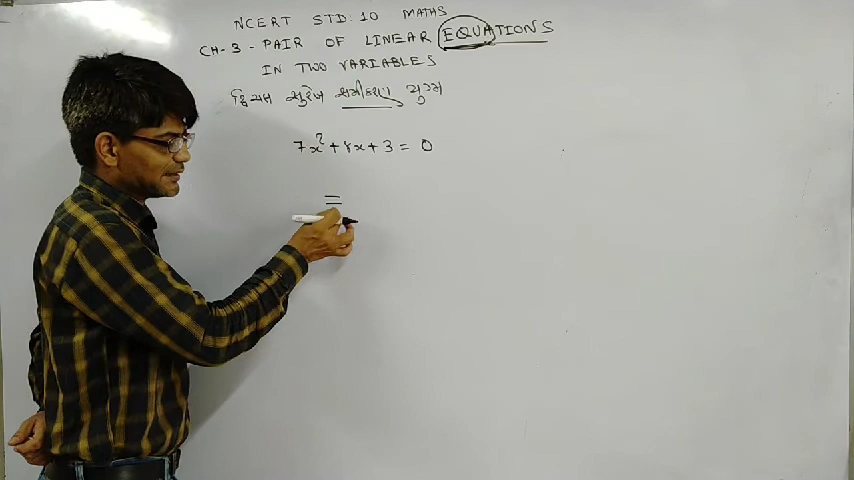 NCERT STD: 10 MATHS
CH-3 - PAIR OF LINEAR EQUATIONS
IN TWO VARIABLES
દ્વિચલ સુરેખ સમીકરણ યુગ્મ
7x² + 8x + 3 = 0
=